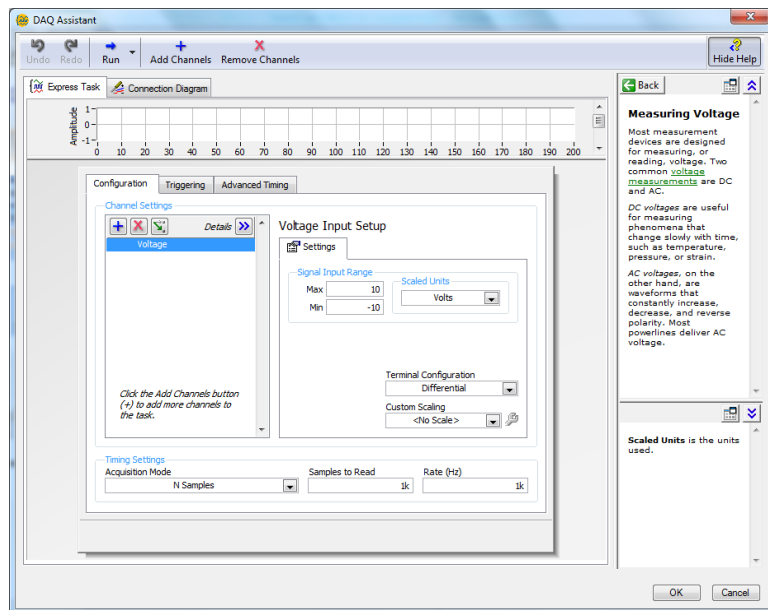 DAQ Assistant
Undo Redo Run Add Channels Remove Channels Hide Help
Express Task Connection Diagram
Amplitude
1
0
-1
0 10 20 30 40 50 60 70 80 90 100 110 120 130 140 150 160 170 180 190 200
Configuration Triggering Advanced Timing
Channel Settings
Details
Voltage
Click the Add Channels button
(+) to add more channels to
the task.
Voltage Input Setup
Settings
Signal Input Range
Max 10
Min -10
Scaled Units
Volts
Terminal Configuration
Differential
Custom Scaling
<No Scale>
Timing Settings
Acquisition Mode Samples to Read Rate (Hz)
N Samples 1k 1k
Back
Measuring Voltage
Most measurement
devices are designed
for measuring, or
reading, voltage. Two
common voltage
measurements are DC
and AC.
DC voltages are useful
for measuring
phenomena that
change slowly with time,
such as temperature,
pressure, or strain.
AC voltages, on the
other hand, are
waveforms that
constantly increase,
decrease, and reverse
polarity. Most
powerlines deliver AC
voltage.
Scaled Units is the units
used.
OK Cancel